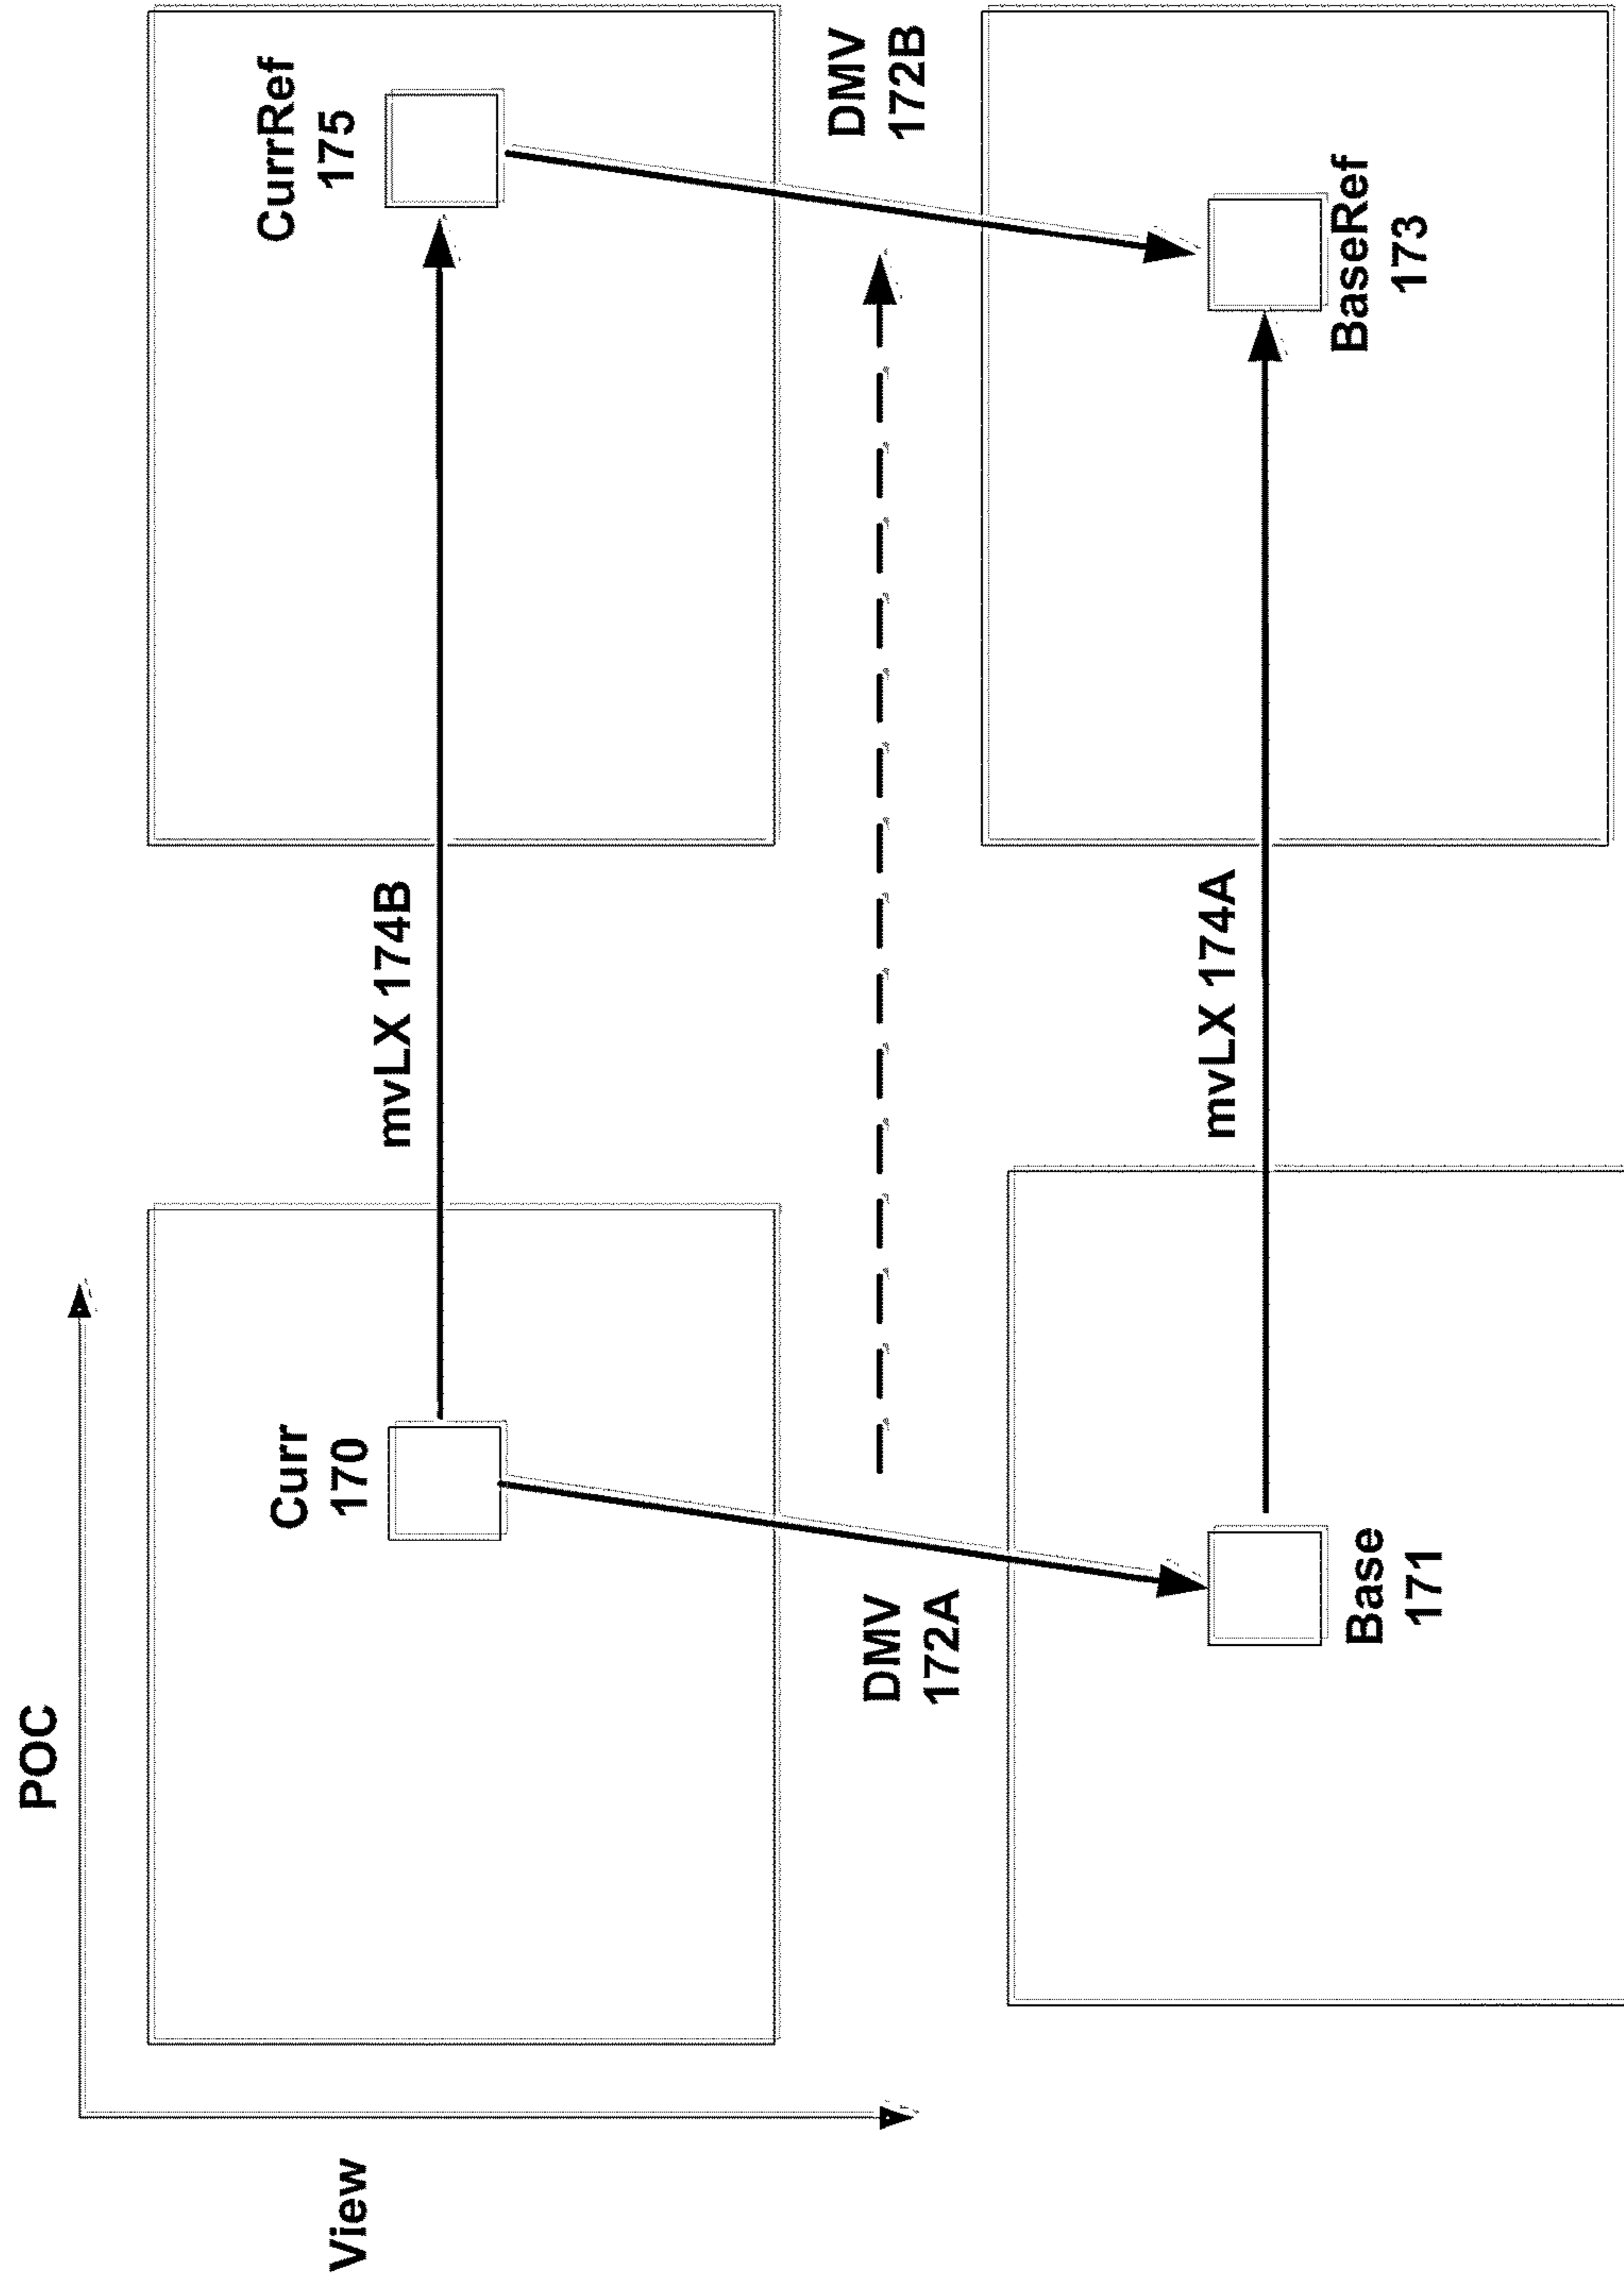 POC
View
Curr
170
mvLX 174B
CurrRef
175
DMV
172A
DMV
172B
Base
171
mvLX 174A
BaseRef
173